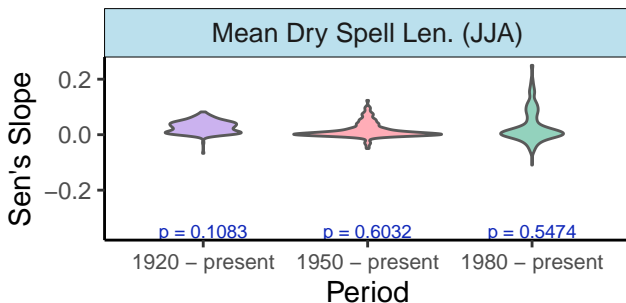 Mean Dry Spell Len. (JJA)
Sen's Slope
0.2
0.0
−0.2
p = 0.1083 p = 0.6032 p = 0.5474
1920 − present 1950 − present 1980 − present
Period